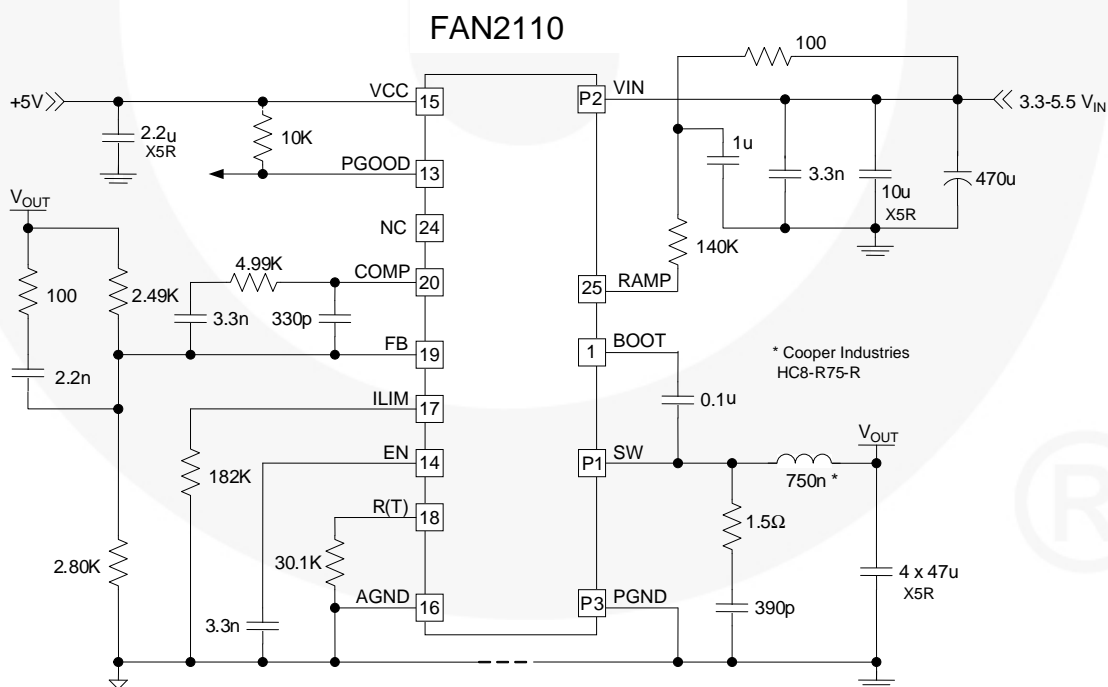 FAN2110
+5V
VCC
15
2.2u
X5R
10K
PGOOD
13
NC
24
VOUT
100
2.49K
4.99K
COMP
20
3.3n
330p
FB
19
2.2n
ILIM
17
182K
EN
14
R(T)
18
30.1K
2.80K
AGND
16
3.3n
100
P2
VIN
3.3-5.5 VIN
1u
3.3n
10u
X5R
470u
140K
25
RAMP
1
BOOT
* Cooper Industries
HC8-R75-R
0.1u
P1
SW
VOUT
750n *
1.5Ω
4 x 47u
X5R
P3
PGND
390p
R